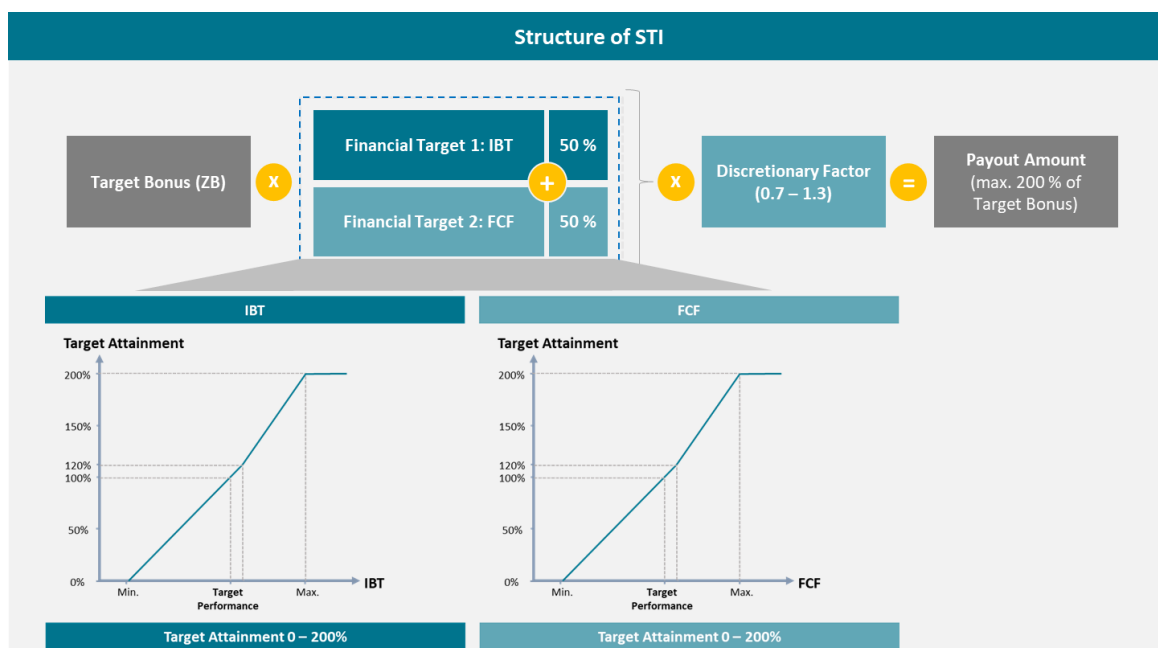 Structure of STI
Target Bonus (ZB)
x
Financial Target 1: IBT
50 %
+
Financial Target 2: FCF
50 %
x
Discretionary Factor
(0.7 – 1.3)
=
Payout Amount
(max. 200 % of
Target Bonus)
IBT
Target Attainment
200%
150%
120%
100%
50%
0%
Min.
Target
Performance
Max.
IBT
Target Attainment 0 – 200%
FCF
Target Attainment
200%
150%
120%
100%
50%
0%
Min.
Target
Performance
Max.
FCF
Target Attainment 0 – 200%